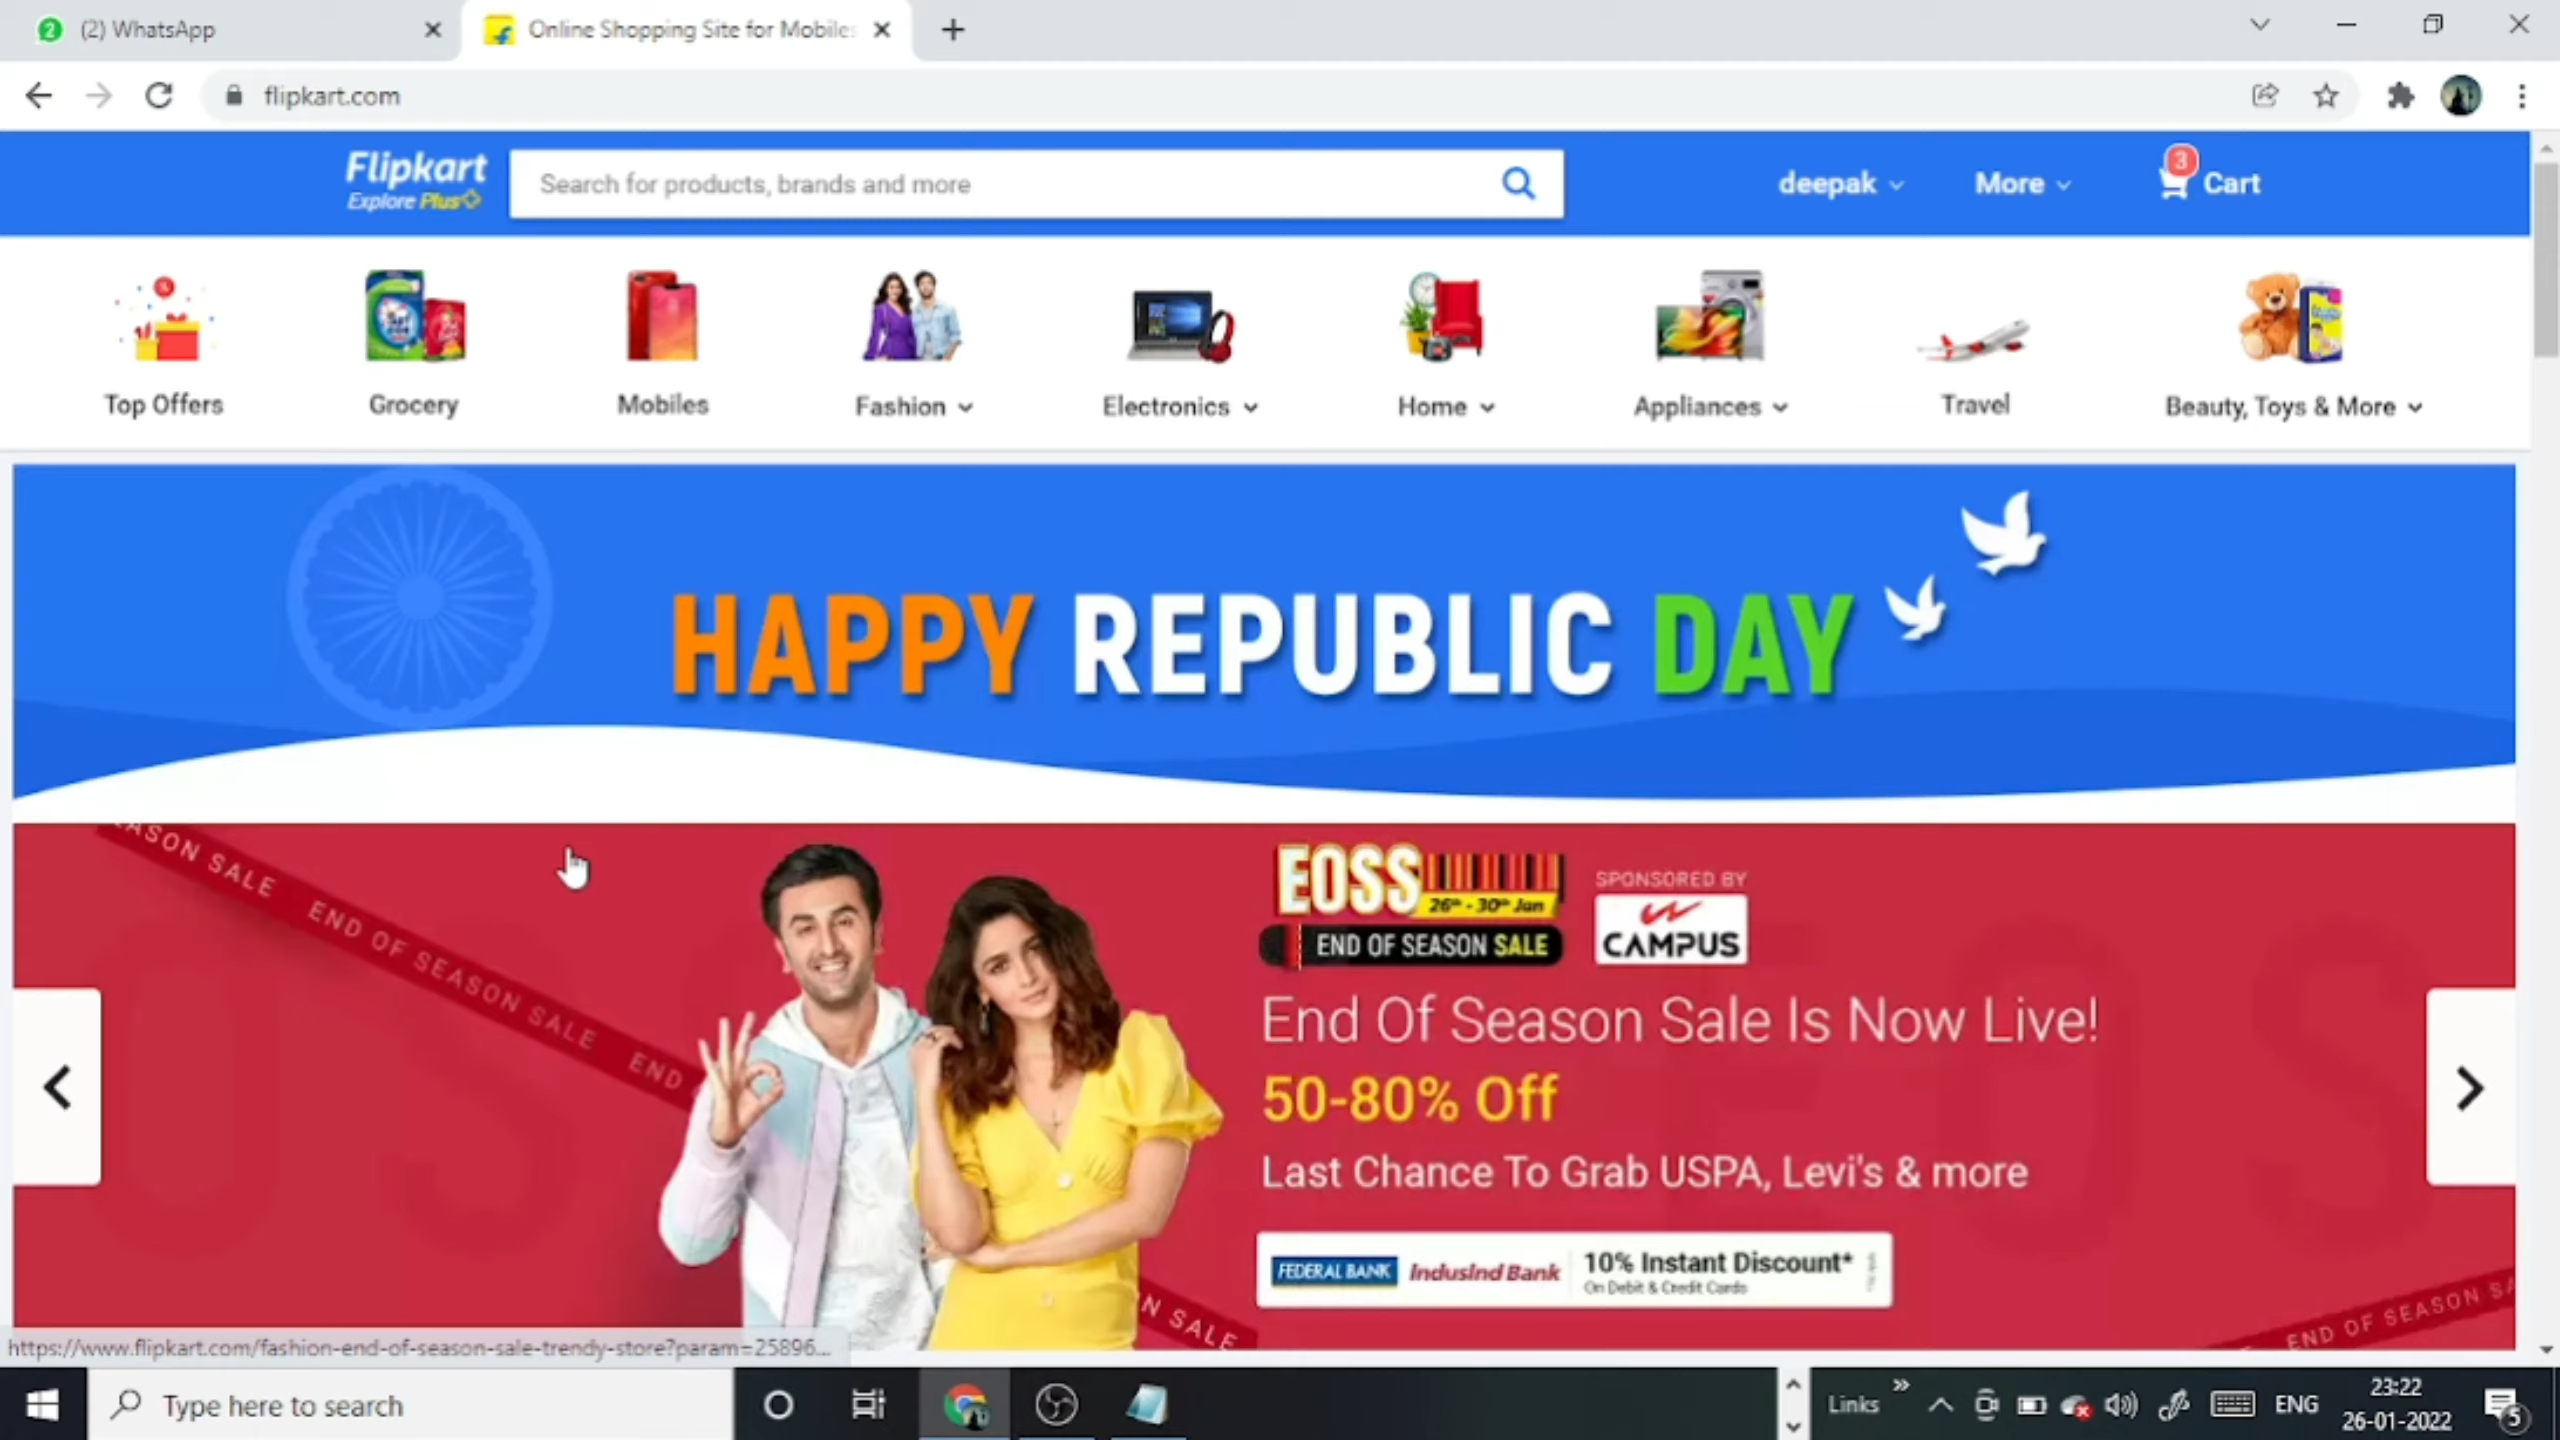 (2) WhatsApp
Online Shopping Site for Mobiles
flipkart.com
Flipkart
Explore Plus
Search for products, brands and more
deepak
More
3
Cart
Top Offers
Grocery
Mobiles
Fashion
Electronics
Home
Appliances
Travel
Beauty, Toys & More
HAPPY REPUBLIC DAY
EASON SALE END OF SEASON SALE END
EOSS
26th - 30th Jan
END OF SEASON SALE
SPONSORED BY
CAMPUS
End Of Season Sale Is Now Live!
50-80% Off
Last Chance To Grab USPA, Levi's & more
FEDERAL BANK IndusInd Bank 10% Instant Discount*
On Debit & Credit Cards
N SALE
END OF SEASON SA
https://www.flipkart.com/fashion-end-of-season-sale-trendy-store?param=25896...
Type here to search
Links
ENG
23:22
26-01-2022
5